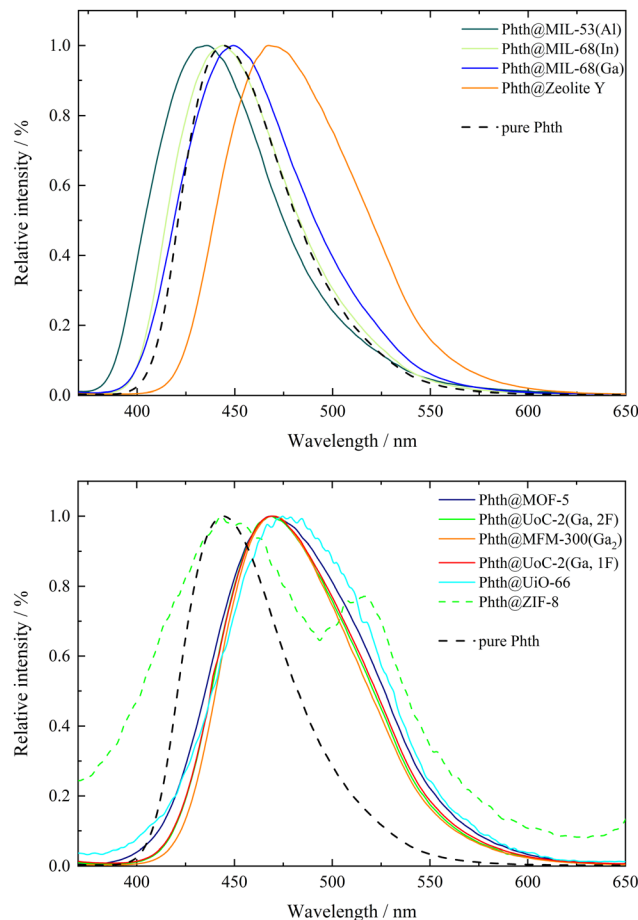 Phth@MIL-53(Al)
Phth@MIL-68(In)
Phth@MIL-68(Ga)
Phth@Zeolite Y
pure Phth
Relative intensity / %
1.0
0.8
0.6
0.4
0.2
0.0
400 450 500 550 600 650
Wavelength / nm
Phth@MOF-5
Phth@UoC-2(Ga, 2F)
Phth@MFM-300(Ga₂)
Phth@UoC-2(Ga, 1F)
Phth@UiO-66
Phth@ZIF-8
pure Phth
Relative intensity / %
1.0
0.8
0.6
0.4
0.2
0.0
400 450 500 550 600 650
Wavelength / nm